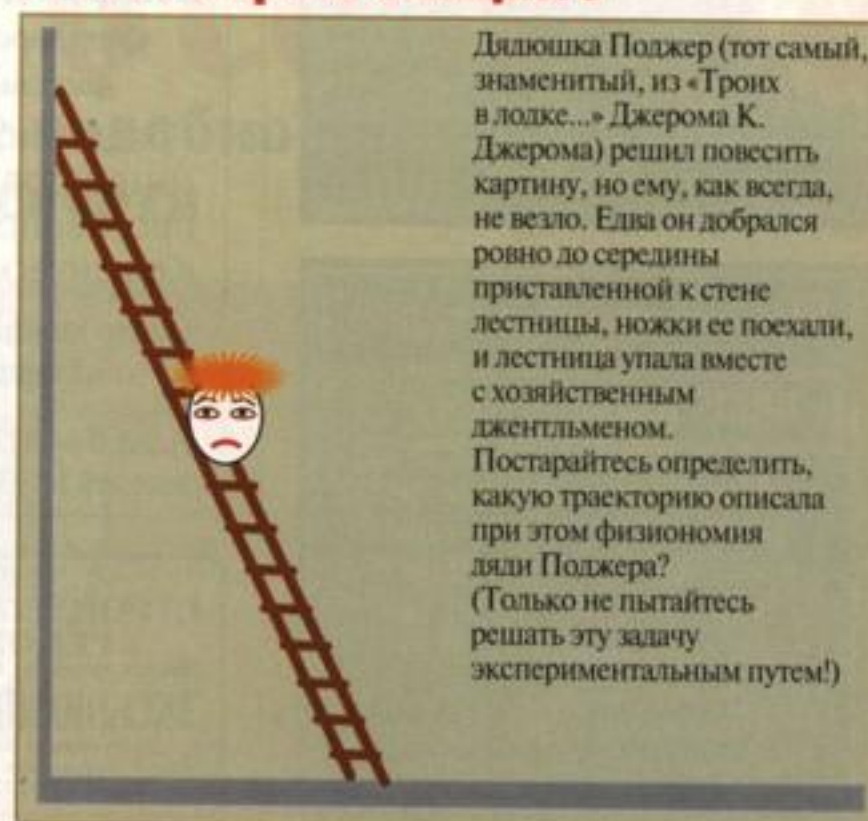 Дядюшка Поджер (тот самый,
знаменитый, из «Троих
в лодке...» Джерома К.
Джерома) решил повесить
картину, но ему, как всегда,
не везло. Едва он добрался
ровно до середины
приставленной к стене
лестницы, ножки ее поехали,
и лестница упала вместе
с хозяйственным
джентльменом.
Постарайтесь определить,
какую траекторию описала
при этом физиономия
дяди Поджера?
(Только не пытайтесь
решать эту задачу
экспериментальным путем!)